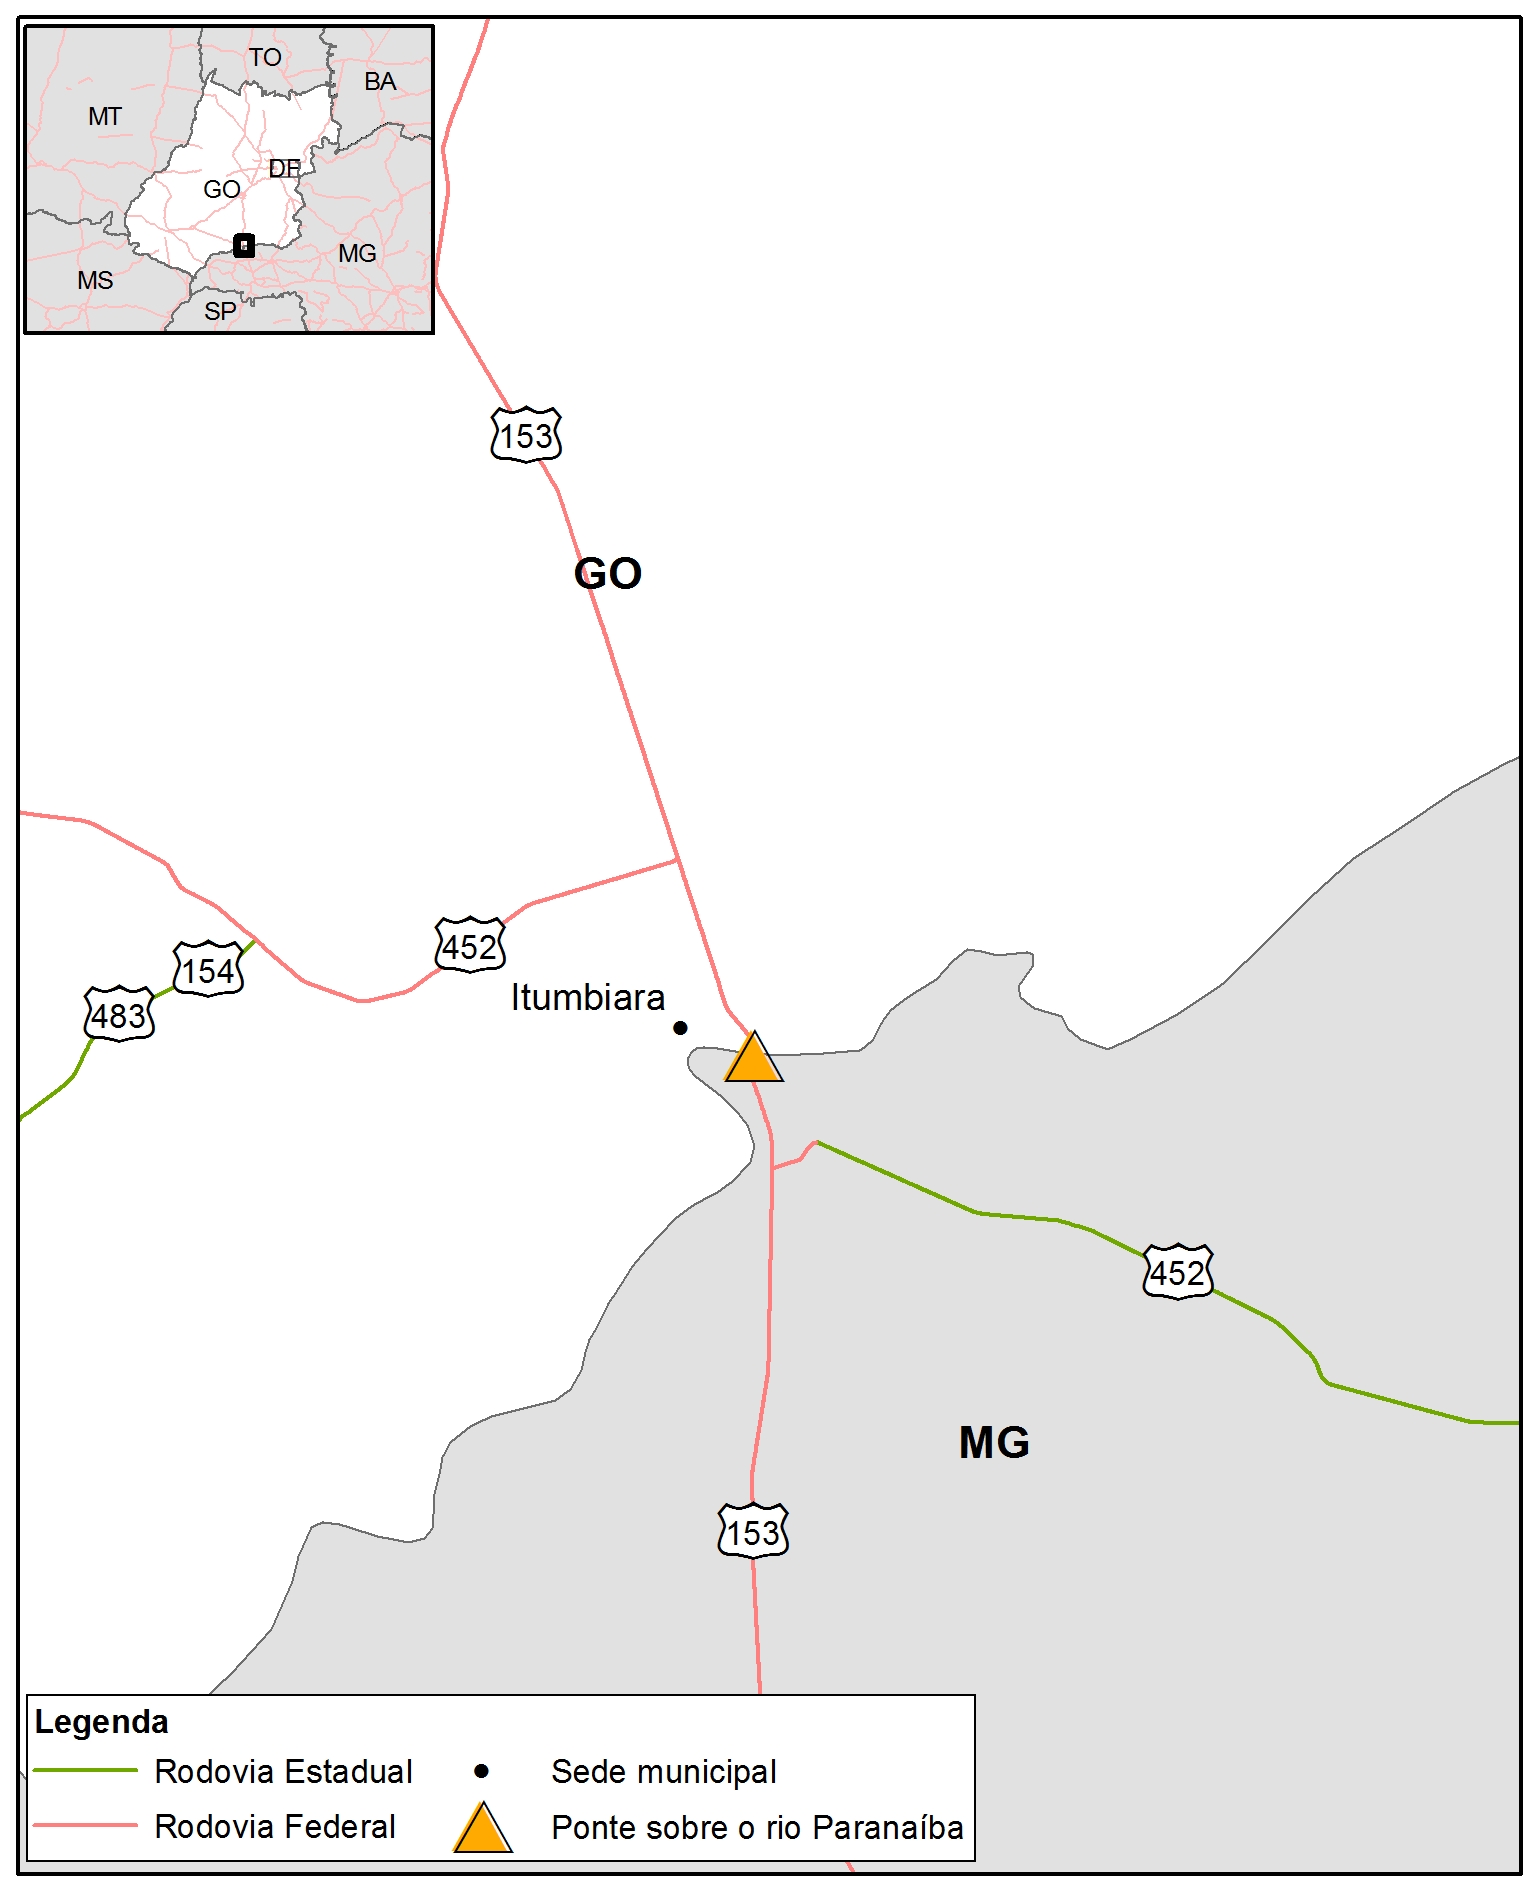 TO
BA
MT
DF
GO
MG
MS
SP
153
GO
452
154
483
Itumbiara
452
MG
153
Legenda
Rodovia Estadual
Sede municipal
Rodovia Federal
Ponte sobre o rio Paranaíba